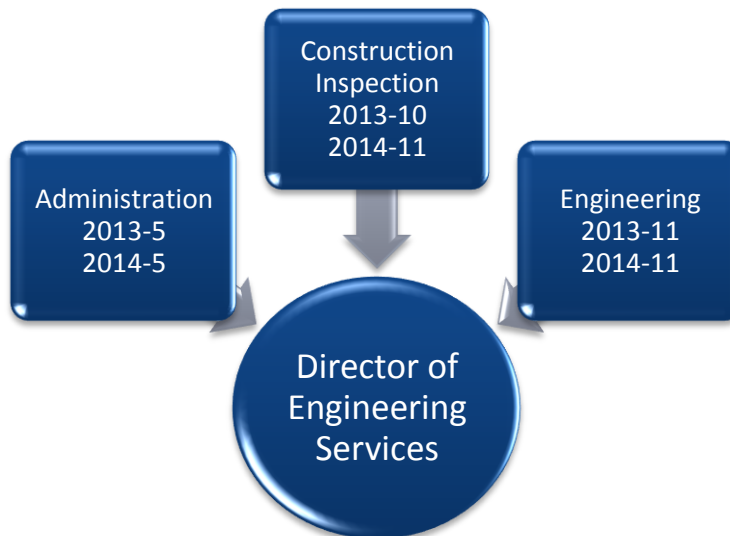 Construction
Inspection
2013-10
2014-11
Administration
2013-5
2014-5
Engineering
2013-11
2014-11
Director of
Engineering
Services